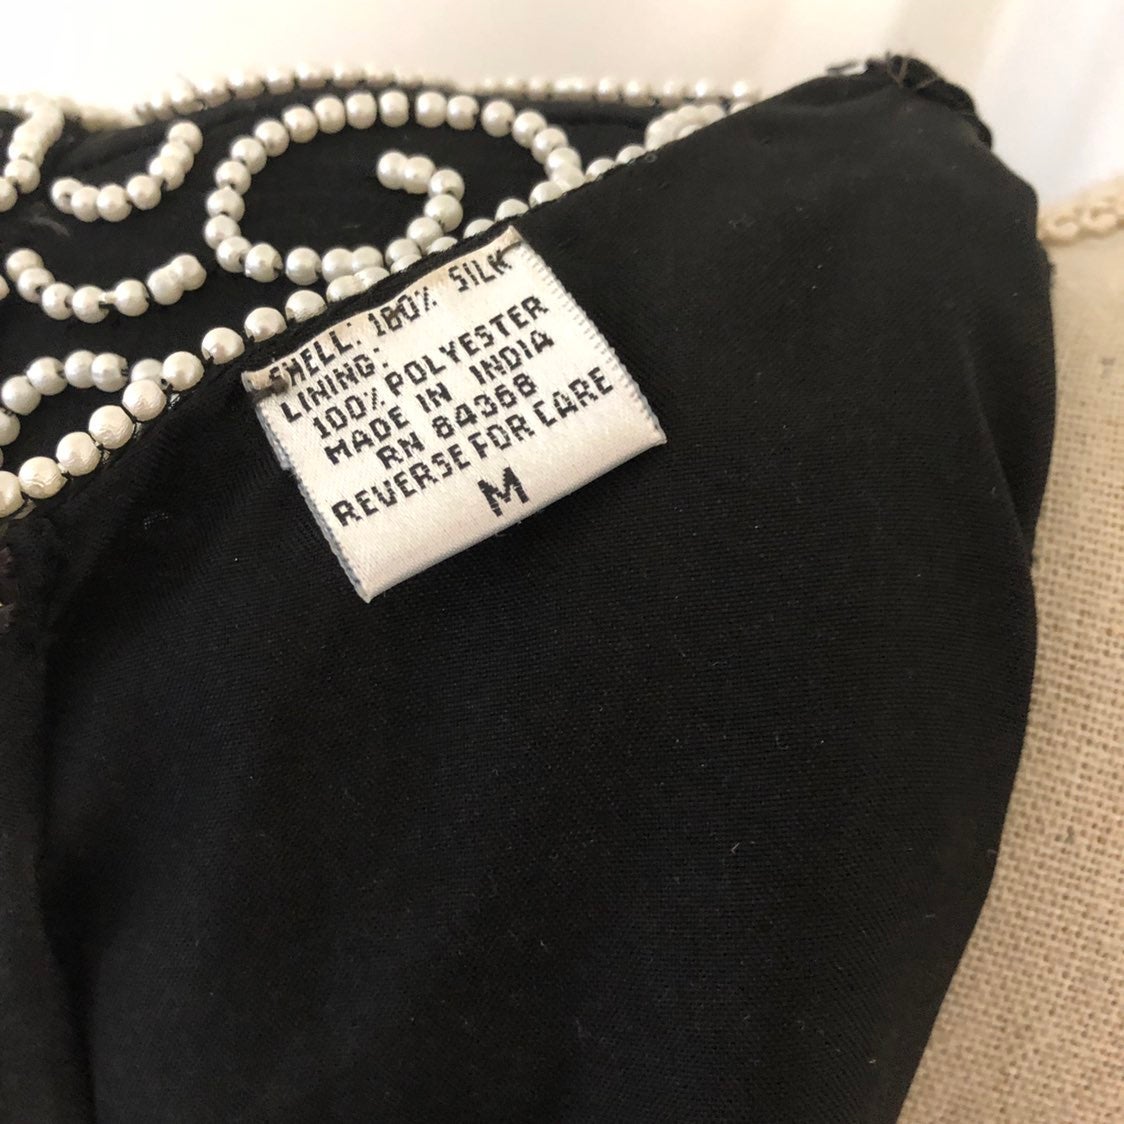 SHELL: 100% SILK
LINING:
100% POLYESTER
MADE IN INDIA
RN 84368
REVERSE FOR CARE
M